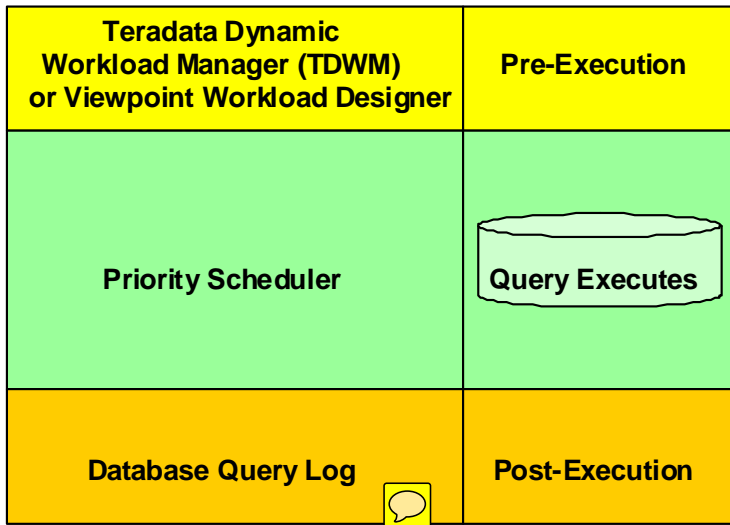 Teradata Dynamic
Workload Manager (TDWM)
or Viewpoint Workload Designer
Pre-Execution
Priority Scheduler
Query Executes
Database Query Log
Post-Execution